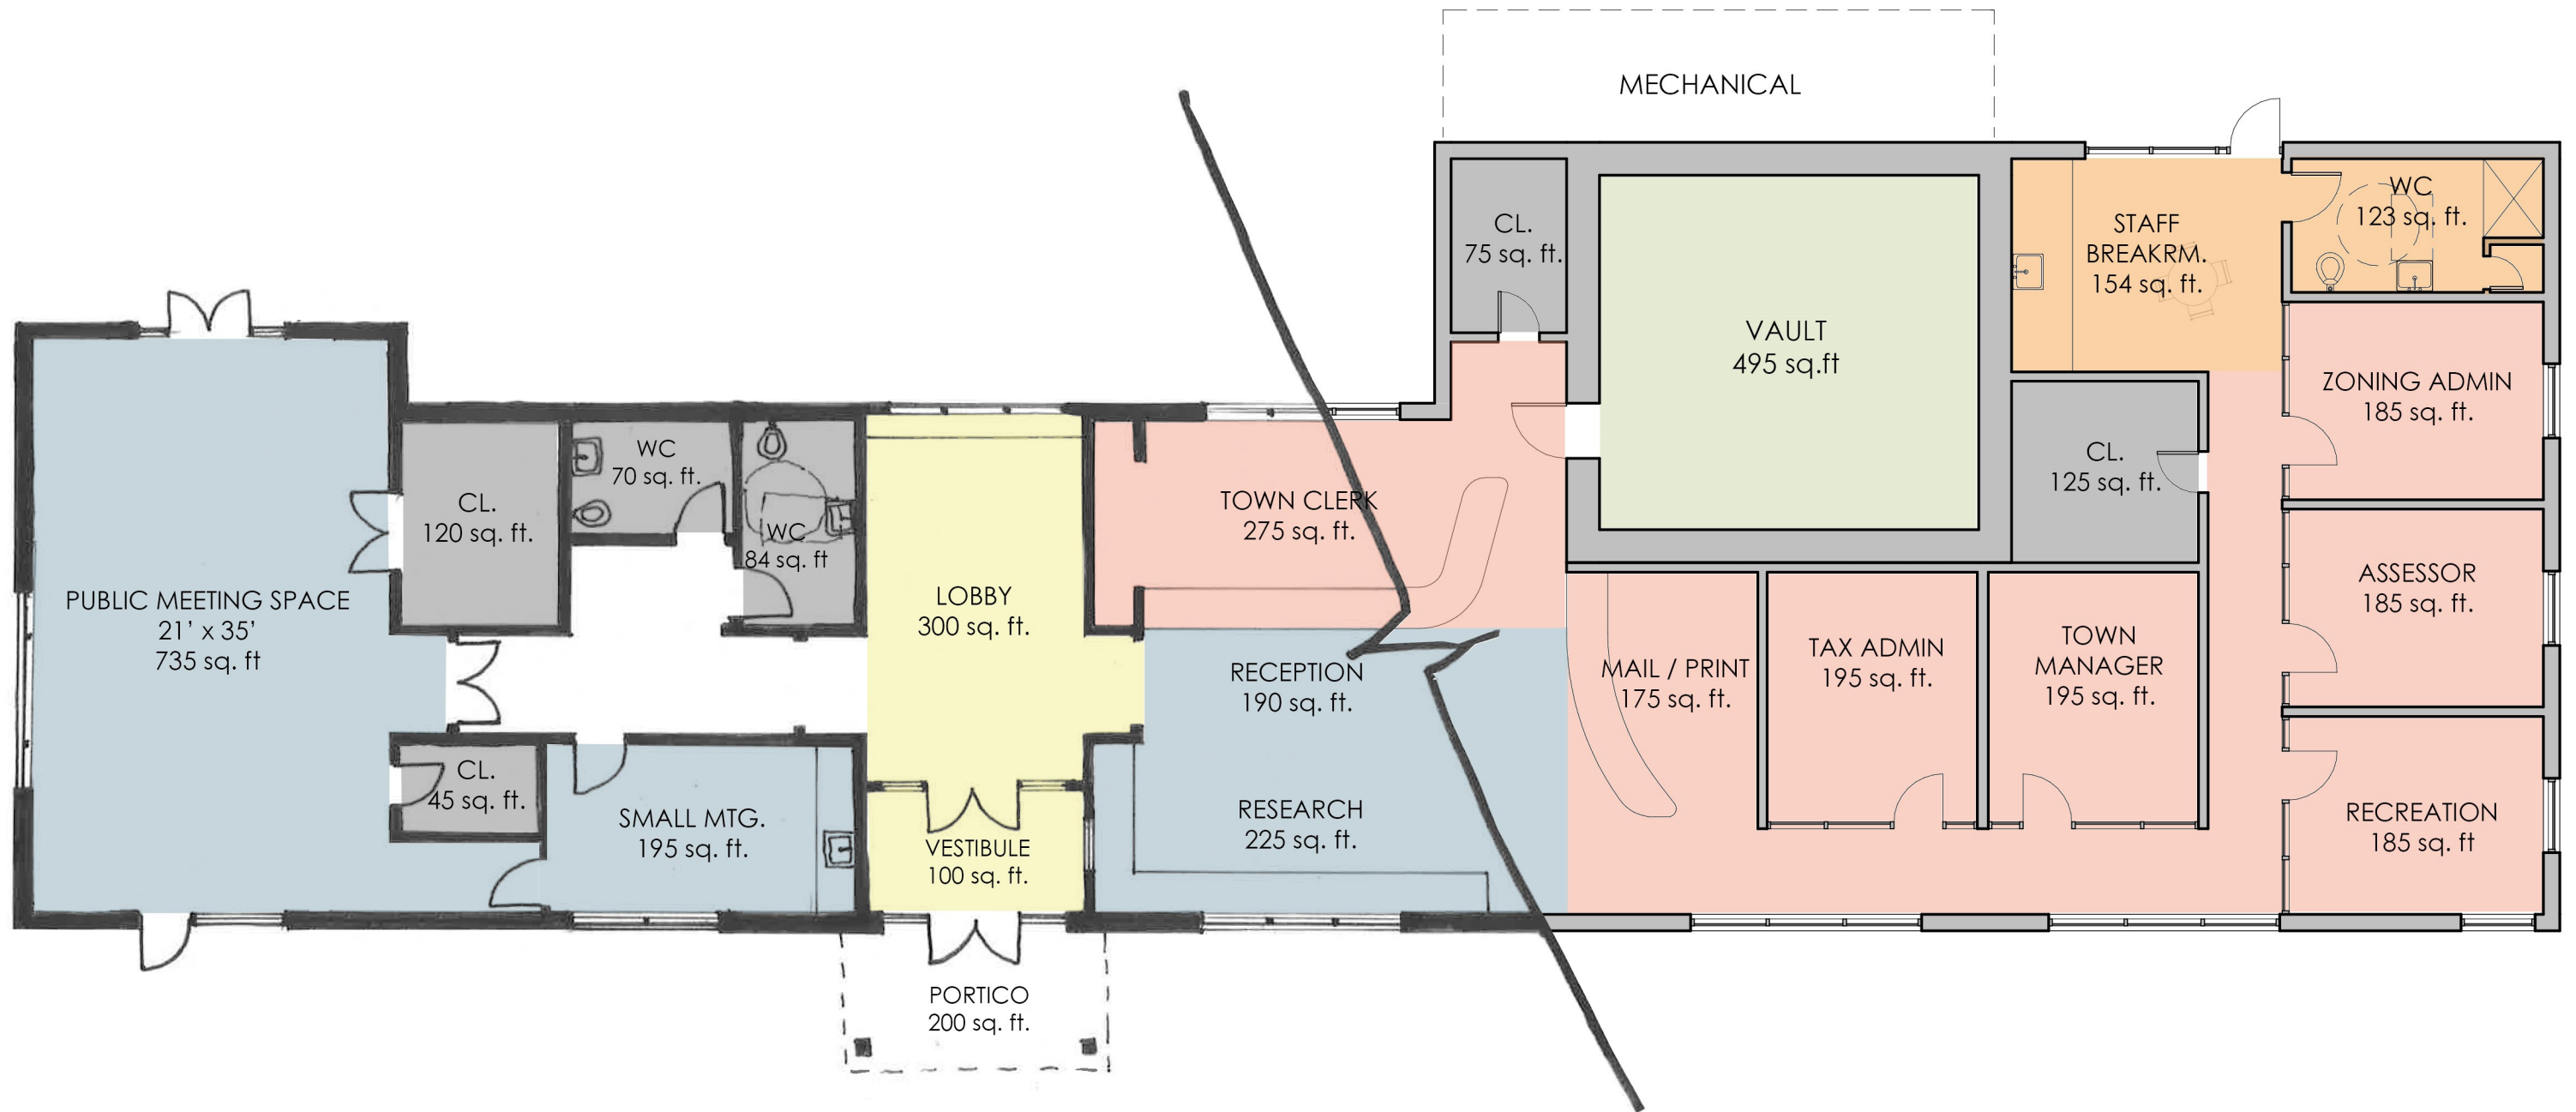 MECHANICAL
CL.
75 sq. ft.
VAULT
495 sq.ft
STAFF
BREAKRM.
154 sq. ft.
WC
123 sq. ft.
ZONING ADMIN
185 sq. ft.
CL.
125 sq. ft.
ASSESSOR
185 sq. ft.
RECREATION
185 sq. ft
TOWN
MANAGER
195 sq. ft.
TAX ADMIN
195 sq. ft.
MAIL / PRINT
175 sq. ft.
TOWN CLERK
275 sq. ft.
RECEPTION
190 sq. ft.
RESEARCH
225 sq. ft.
LOBBY
300 sq. ft.
VESTIBULE
100 sq. ft.
PORTICO
200 sq. ft.
WC
70 sq. ft.
WC
84 sq. ft
CL.
120 sq. ft.
PUBLIC MEETING SPACE
21’ x 35’
735 sq. ft
CL.
45 sq. ft.
SMALL MTG.
195 sq. ft.